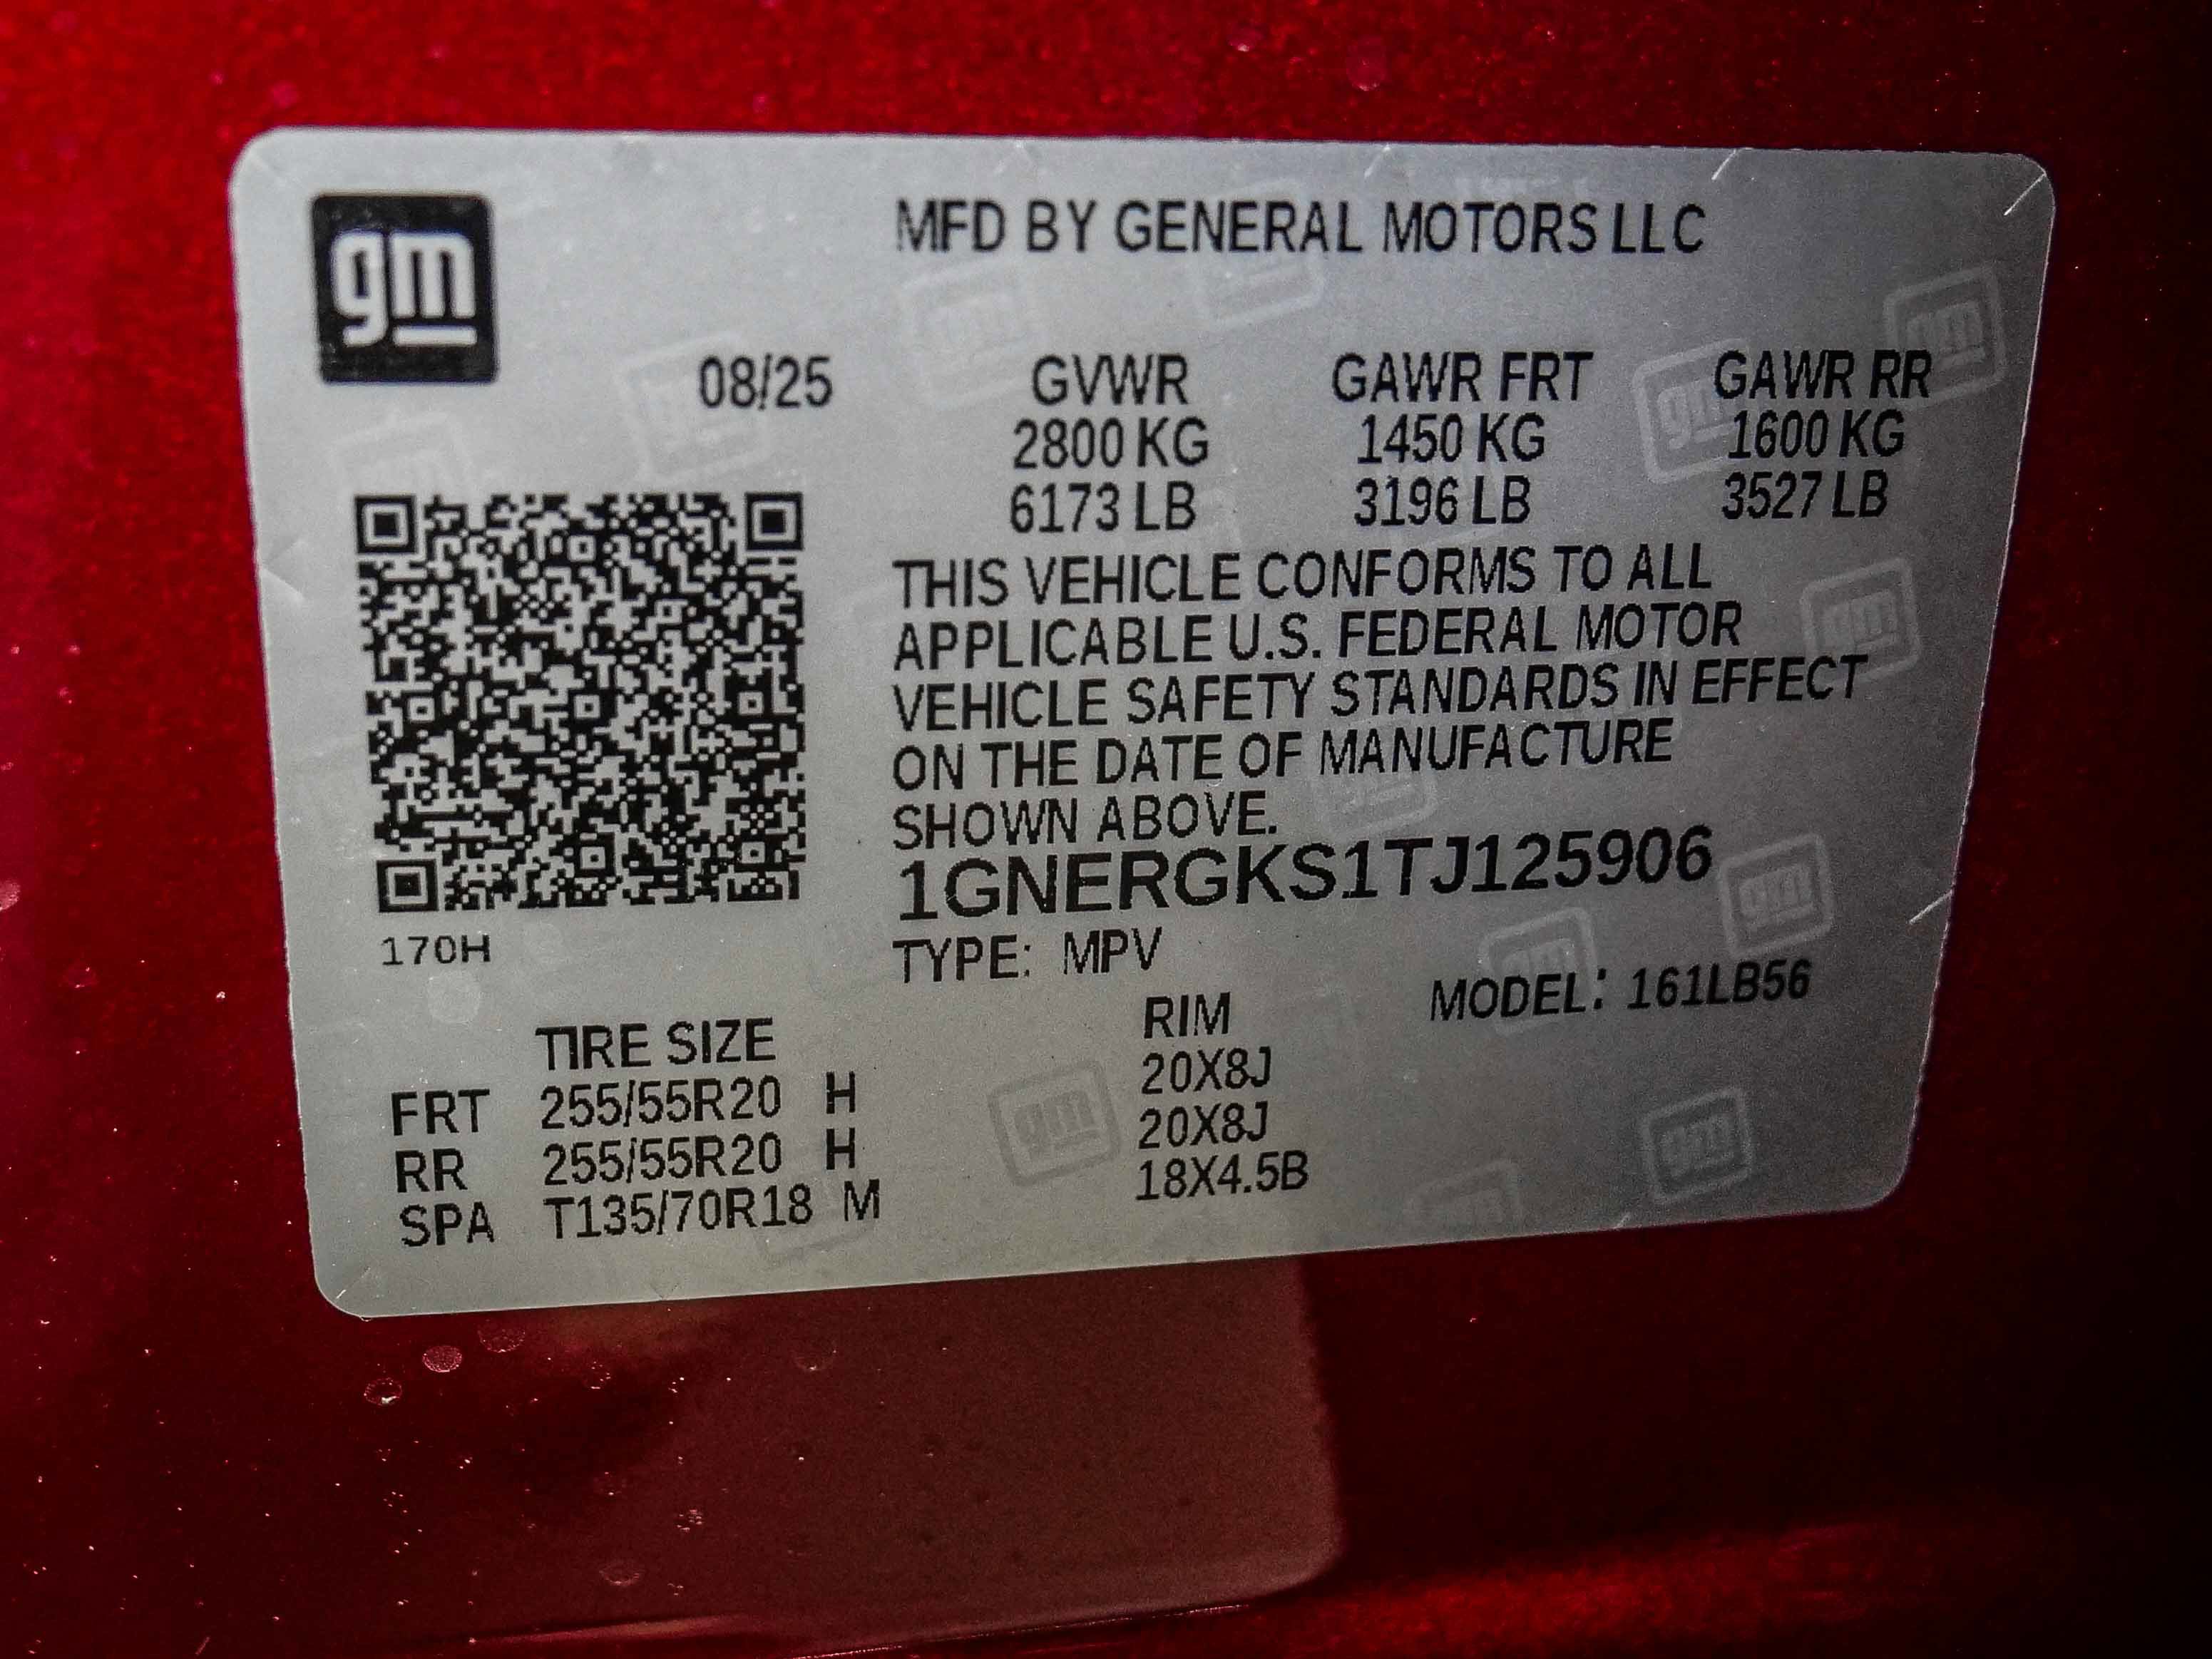 gm
MFD BY GENERAL MOTORS LLC
08/25 GVWR GAWR FRT GAWR RR
2800 KG 1450 KG 1600 KG
6173 LB 3196 LB 3527 LB
THIS VEHICLE CONFORMS TO ALL
APPLICABLE U.S. FEDERAL MOTOR
VEHICLE SAFETY STANDARDS IN EFFECT
ON THE DATE OF MANUFACTURE
SHOWN ABOVE.
1GNERGKS1TJ125906
170H
TYPE: MPV
MODEL: 161LB56
TIRE SIZE RIM
FRT 255/55R20 H 20X8J
RR 255/55R20 H 20X8J
SPA T135/70R18 M 18X4.5B